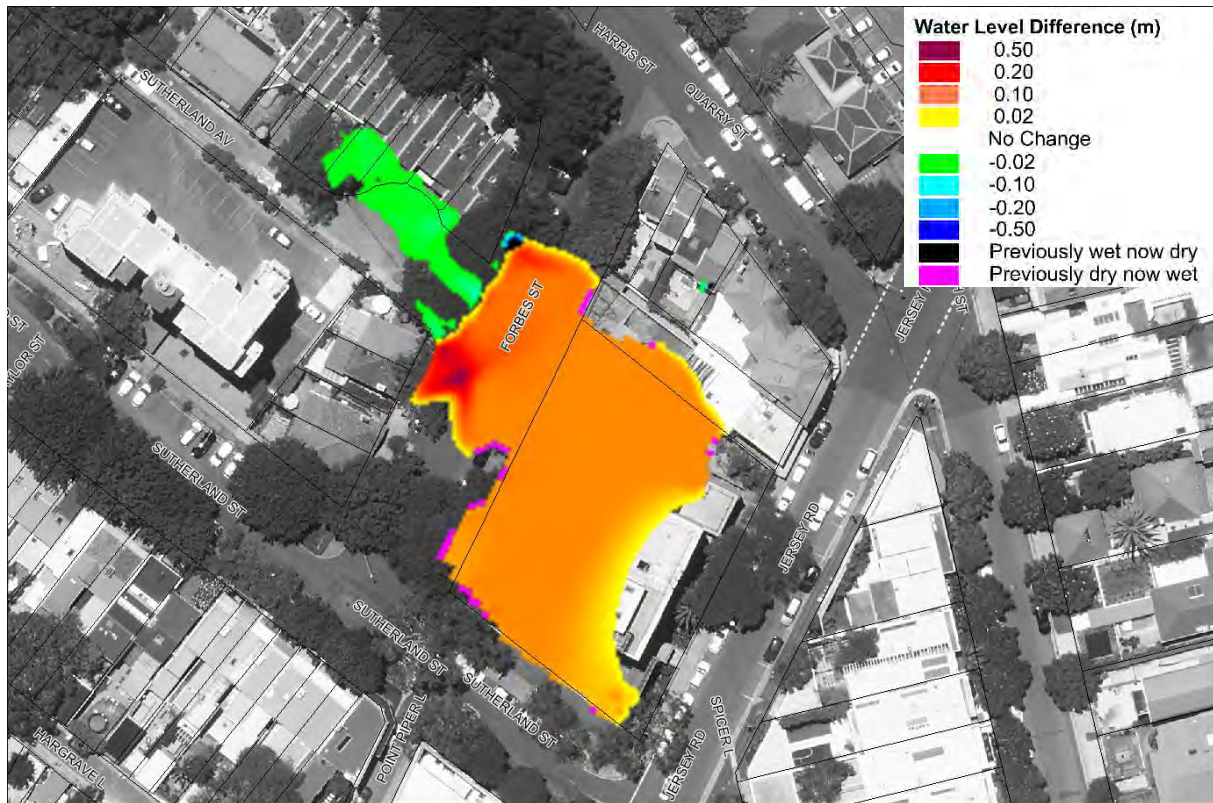 Water Level Difference (m)
0.50
0.20
0.10
0.02
No Change
-0.02
-0.10
-0.20
-0.50
Previously wet now dry
Previously dry now wet
HARRIS ST
QUARRY ST
SUTHERLAND AV
FORBES ST
JERSEY
ST
SUTHERLAND ST
JERSEY RD
SUTHERLAND ST
SUTHERLAND ST
SPICER L
JERSEY RD
POINT PIPER L
HARGRAVE L